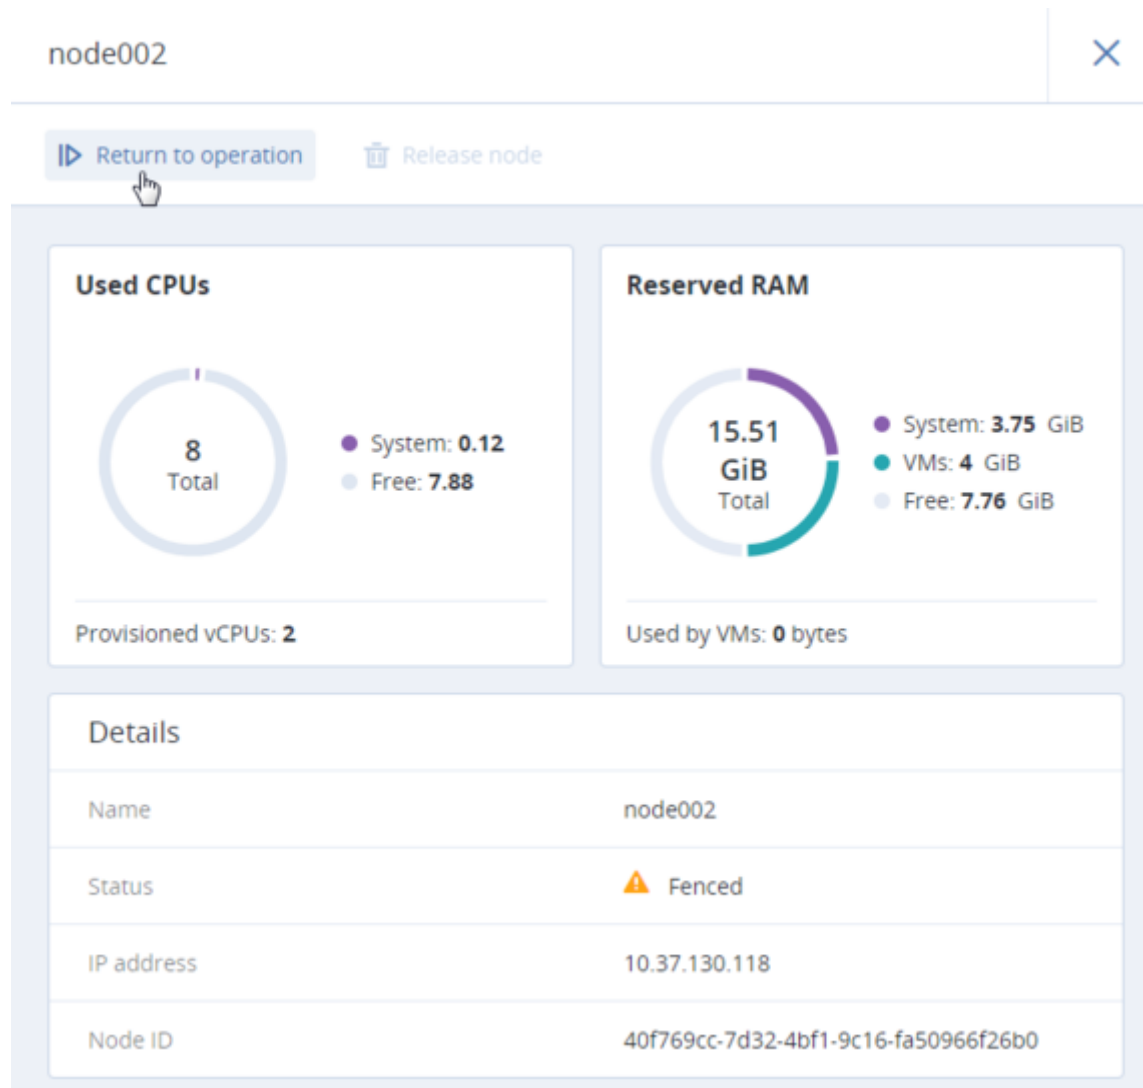 node002
Return to operation
Release node
Used CPUs
8
Total
System: 0.12
Free: 7.88
Provisioned vCPUs: 2
Reserved RAM
15.51
GiB
Total
System: 3.75 GiB
VMs: 4 GiB
Free: 7.76 GiB
Used by VMs: 0 bytes
Details
Name node002
Status Fenced
IP address 10.37.130.118
Node ID 40f769cc-7d32-4bf1-9c16-fa50966f26b0